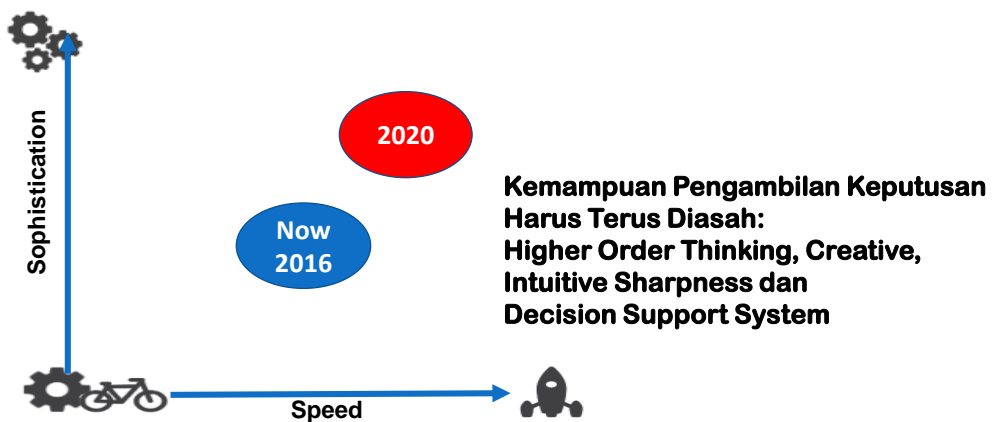 Sophistication
2020
Now
2016
Kemampuan Pengambilan Keputusan
Harus Terus Diasah:
Higher Order Thinking, Creative,
Intuitive Sharpness dan
Decision Support System
Speed